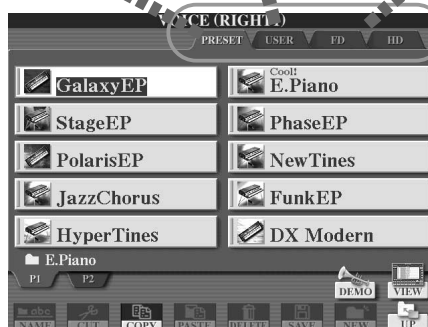 VOICE (RIGHT1)
PRESET USER FD HD
GalaxyEP
Cool!
E.Piano
StageEP
PhaseEP
PolarisEP
NewTines
JazzChorus
FunkEP
HyperTines
DX Modern
E.Piano
P1 P2
DEMO VIEW
abc
NAME CUT COPY PASTE DELETE SAVE NEW UP